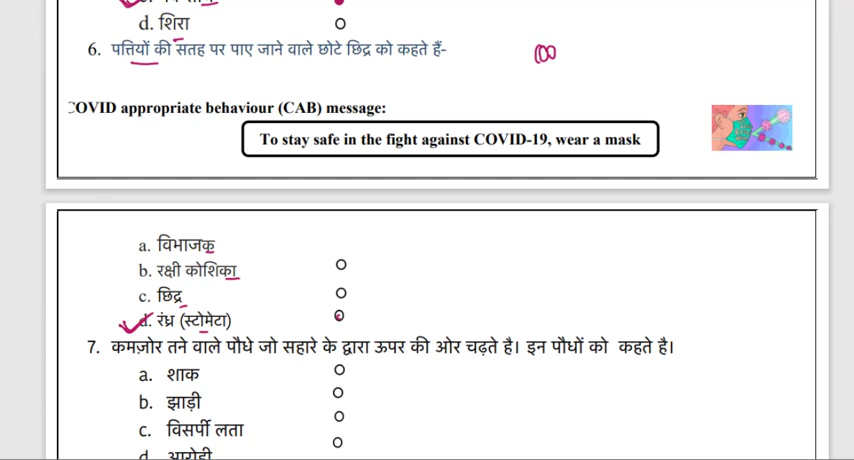 d. शिरा
6. पत्तियों की सतह पर पाए जाने वाले छोटे छिद्र को कहते हैं-
COVID appropriate behaviour (CAB) message:
To stay safe in the fight against COVID-19, wear a mask
a. विभाजक
b. रक्षी कोशिका
c. छिद्र
d. रंध्र (स्टोमेटा)
7. कमज़ोर तने वाले पौधे जो सहारे के द्वारा ऊपर की ओर चढ़ते है। इन पौधों को कहते है।
a. शाक
b. झाड़ी
c. विसर्पी लता
d. आरोही